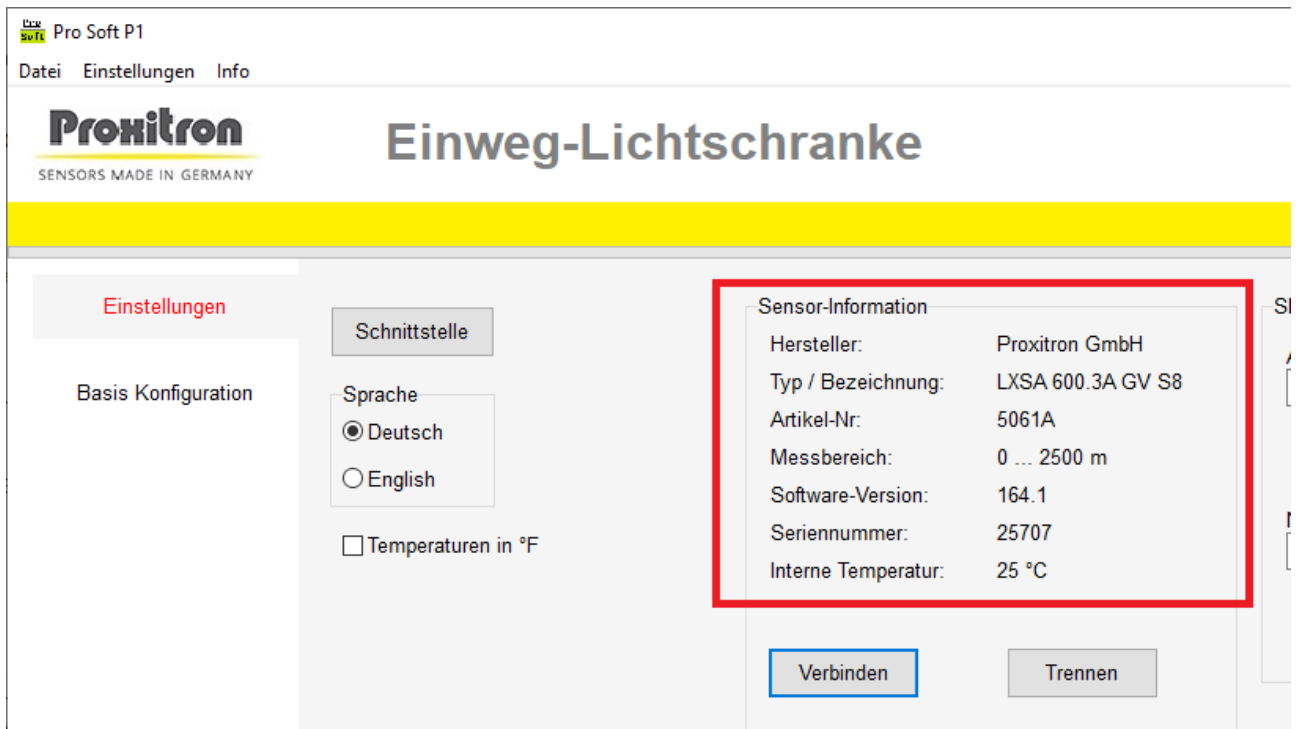 Pro Soft P1
Datei Einstellungen Info
Proxitron
SENSORS MADE IN GERMANY
Einweg-Lichtschranke
Einstellungen
Basis Konfiguration
Schnittstelle
Sprache
Deutsch
English
Temperaturen in °F
Sensor-Information
Hersteller: Proxitron GmbH
Typ / Bezeichnung: LXSA 600.3A GV S8
Artikel-Nr: 5061A
Messbereich: 0 ... 2500 m
Software-Version: 164.1
Seriennummer: 25707
Interne Temperatur: 25 °C
Verbinden Trennen